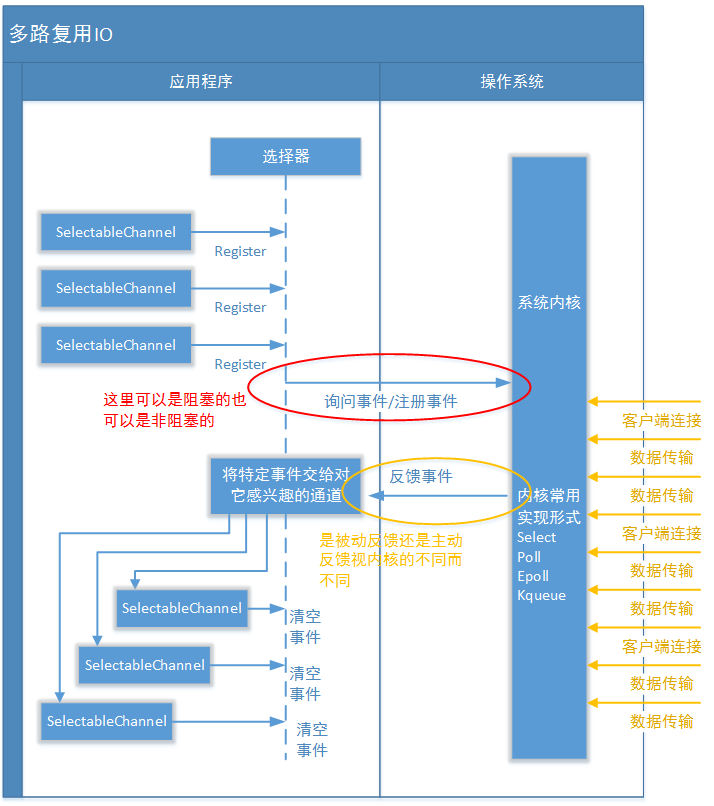 多路复用IO
应用程序
操作系统
选择器
SelectableChannel
Register
SelectableChannel
Register
SelectableChannel
Register
系统内核
这里可以是阻塞的也
可以是非阻塞的
询问事件/注册事件
将特定事件交给对
它感兴趣的通道
反馈事件
是被动反馈还是主动
反馈视内核的不同而
不同
内核常用
实现形式
Select
Poll
Epoll
Kqueue
客户端连接
数据传输
数据传输
客户端连接
数据传输
数据传输
客户端连接
数据传输
数据传输
SelectableChannel
清空
事件
SelectableChannel
清空
事件
SelectableChannel
清空
事件